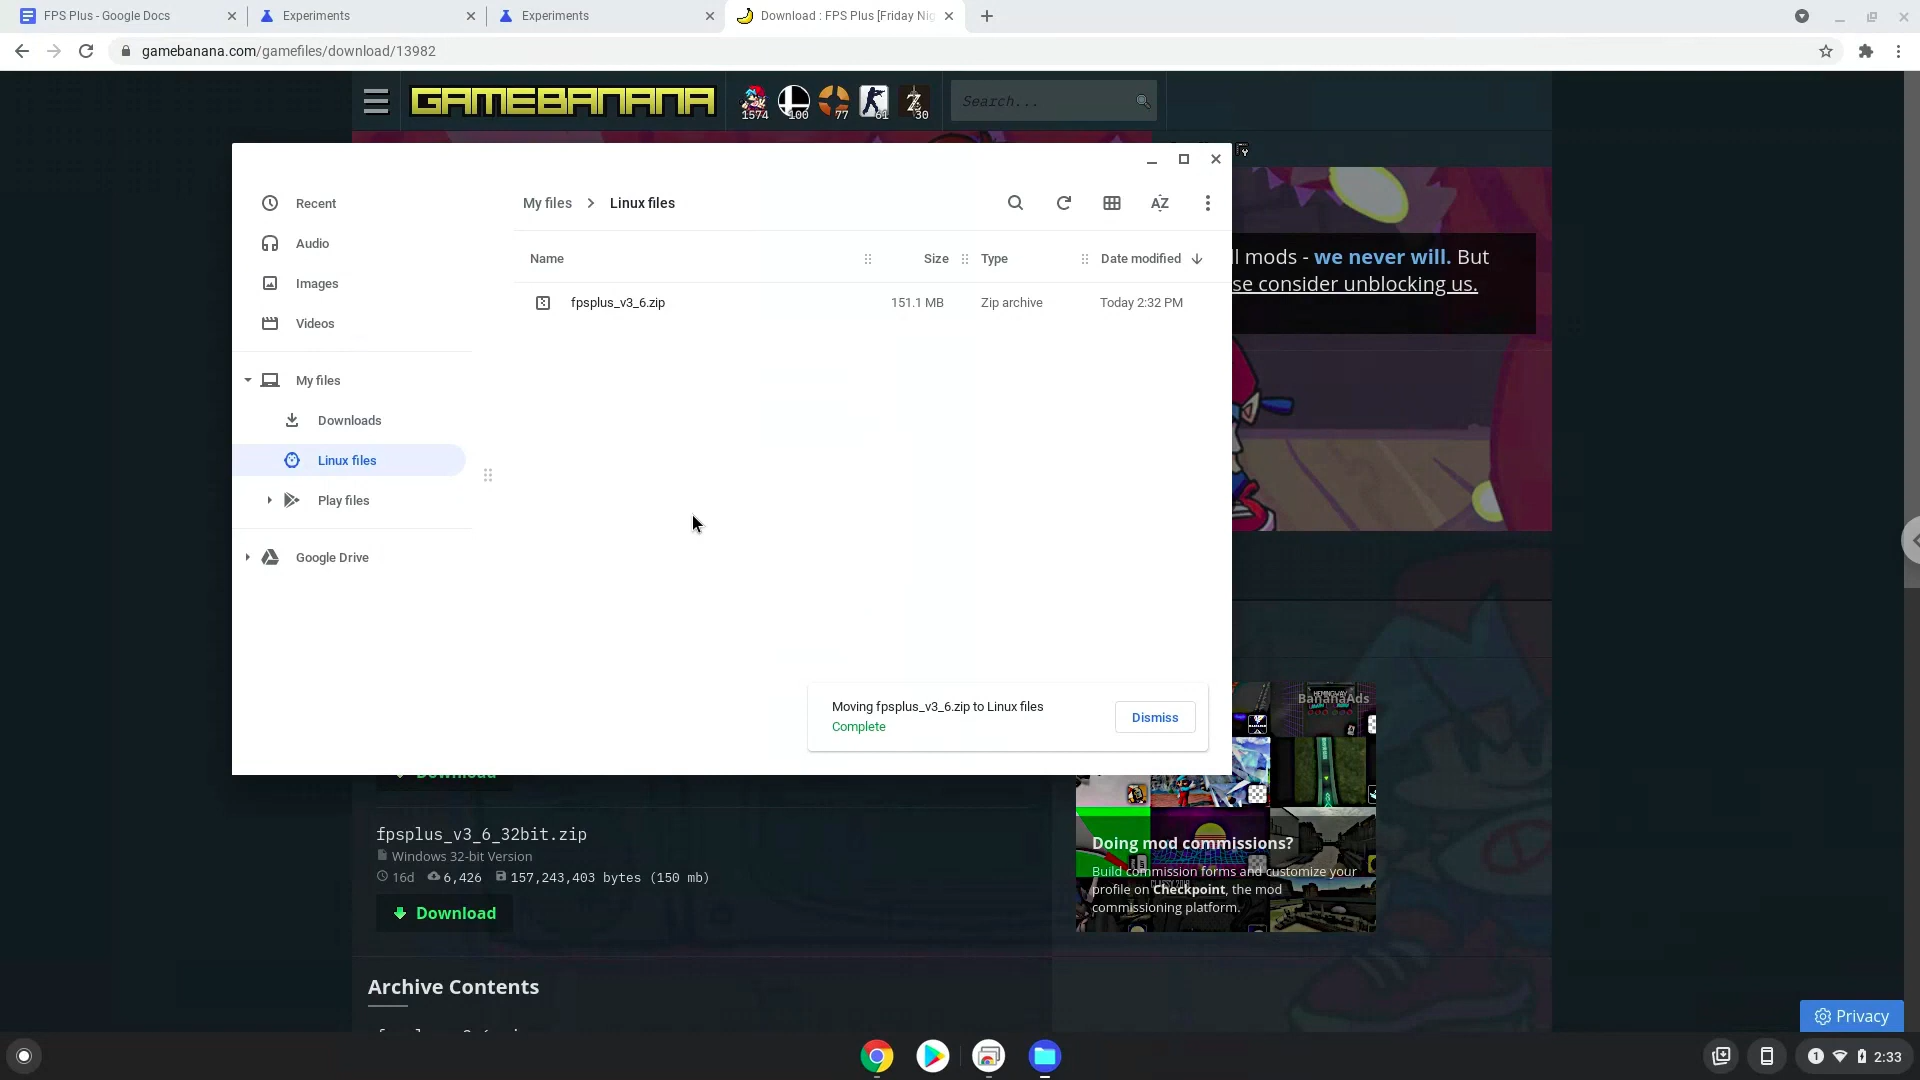 FPS Plus - Google Docs
Experiments
Experiments
Download : FPS Plus [Friday Nig
gamebanana.com/gamefiles/download/13982
GAMEBANANA
1574
100
77
61
30
Search...
Recent
Audio
Images
Videos
My files
Downloads
Linux files
Play files
Google Drive
My files
Linux files
AZ
Name
Size
Type
Date modified
fpsplus_v3_6.zip
151.1 MB
Zip archive
Today 2:32 PM
Moving fpsplus_v3_6.zip to Linux files
Complete
Dismiss
ll mods - we never will. But
se consider unblocking us.
Download
fpsplus_v3_6_32bit.zip
Windows 32-bit Version
16d 6,426 157,243,403 bytes (150 mb)
Download
Archive Contents
BananaAds
Doing mod commissions?
Build commission forms and customize your
profile on Checkpoint, the mod
commissioning platform.
Privacy
1
2:33